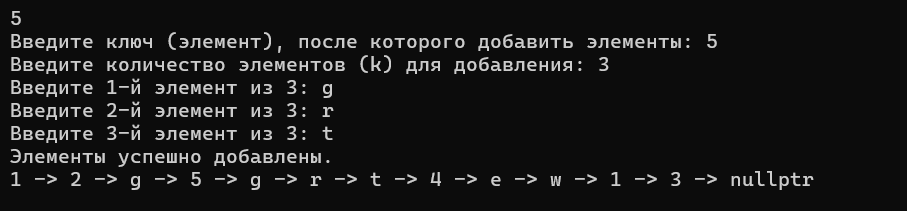 5
Введите ключ (элемент), после которого добавить элементы: 5
Введите количество элементов (k) для добавления: 3
Введите 1-й элемент из 3: g
Введите 2-й элемент из 3: r
Введите 3-й элемент из 3: t
Элементы успешно добавлены.
1 -> 2 -> g -> 5 -> g -> r -> t -> 4 -> e -> w -> 1 -> 3 -> nullptr